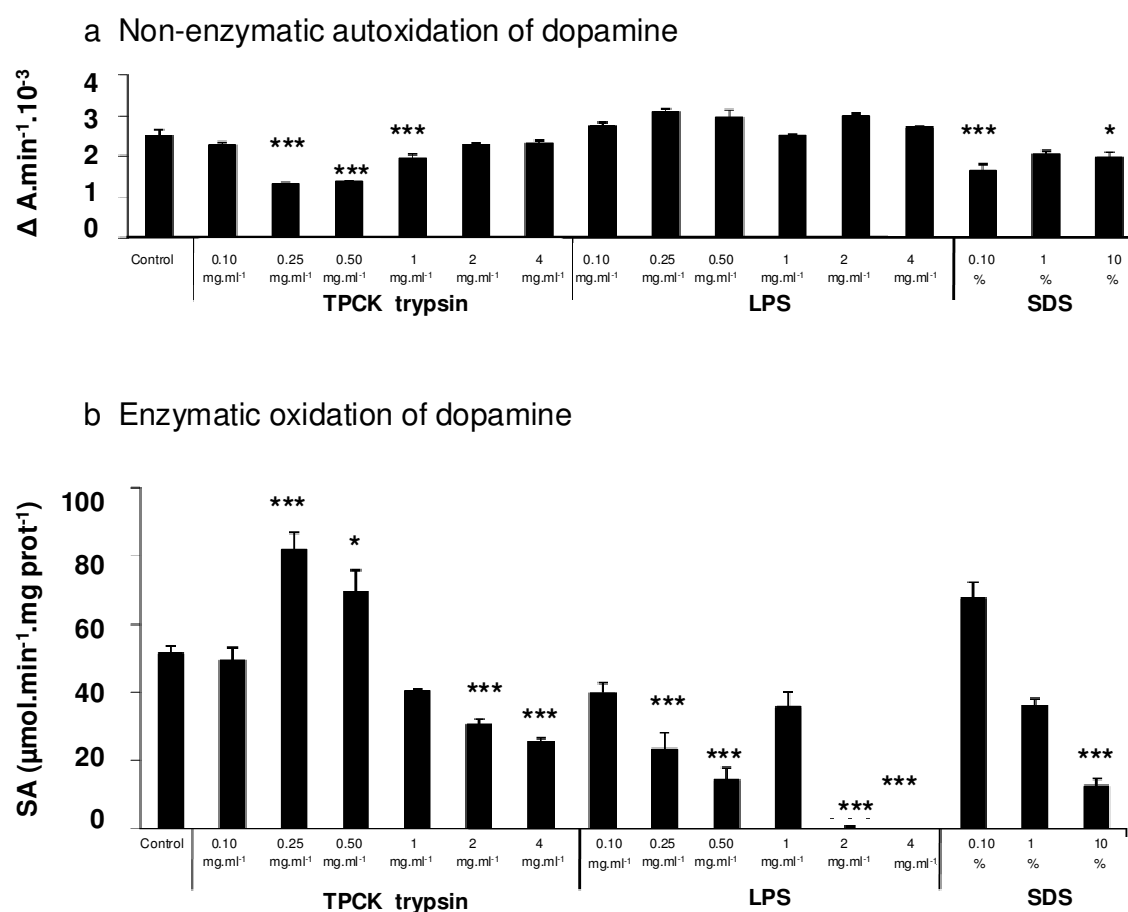 a Non-enzymatic autoxidation of dopamine
Δ A.min⁻¹.10⁻³
4
3
2
1
0
*** *** *** *** *
Control 0.10 0.25 0.50 1 2 4 0.10 0.25 0.50 1 2 4 0.10 1 10
mg.ml⁻¹ mg.ml⁻¹ mg.ml⁻¹ mg.ml⁻¹ mg.ml⁻¹ mg.ml⁻¹ mg.ml⁻¹ mg.ml⁻¹ mg.ml⁻¹ mg.ml⁻¹ mg.ml⁻¹ mg.ml⁻¹ % % %
TPCK trypsin LPS SDS
b Enzymatic oxidation of dopamine
SA (µmol.min⁻¹.mg prot⁻¹)
100
80
60
40
20
0
*** * *** *** *** *** *** *** ***
Control 0.10 0.25 0.50 1 2 4 0.10 0.25 0.50 1 2 4 0.10 1 10
mg.ml⁻¹ mg.ml⁻¹ mg.ml⁻¹ mg.ml⁻¹ mg.ml⁻¹ mg.ml⁻¹ mg.ml⁻¹ mg.ml⁻¹ mg.ml⁻¹ mg.ml⁻¹ mg.ml⁻¹ mg.ml⁻¹ % % %
TPCK trypsin LPS SDS